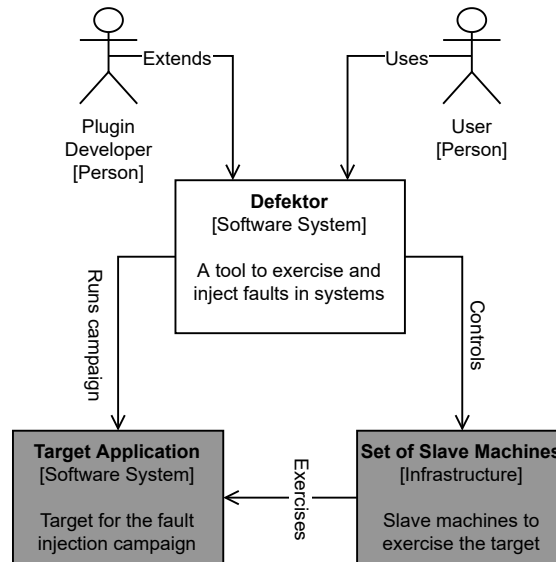 Extends
Uses
Plugin
Developer
[Person]
User
[Person]
Defektor
[Software System]
A tool to exercise and
inject faults in systems
Runs campaign
Controls
Target Application
[Software System]
Target for the fault
injection campaign
Exercises
Set of Slave Machines
[Infrastructure]
Slave machines to
exercise the target